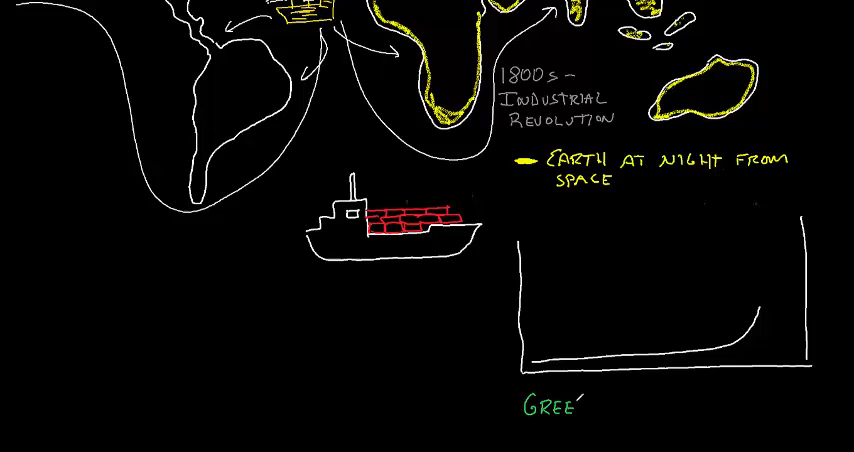 1800s -
INDUSTRIAL
REVOLUTION
- EARTH AT NIGHT FROM
SPACE
GREE